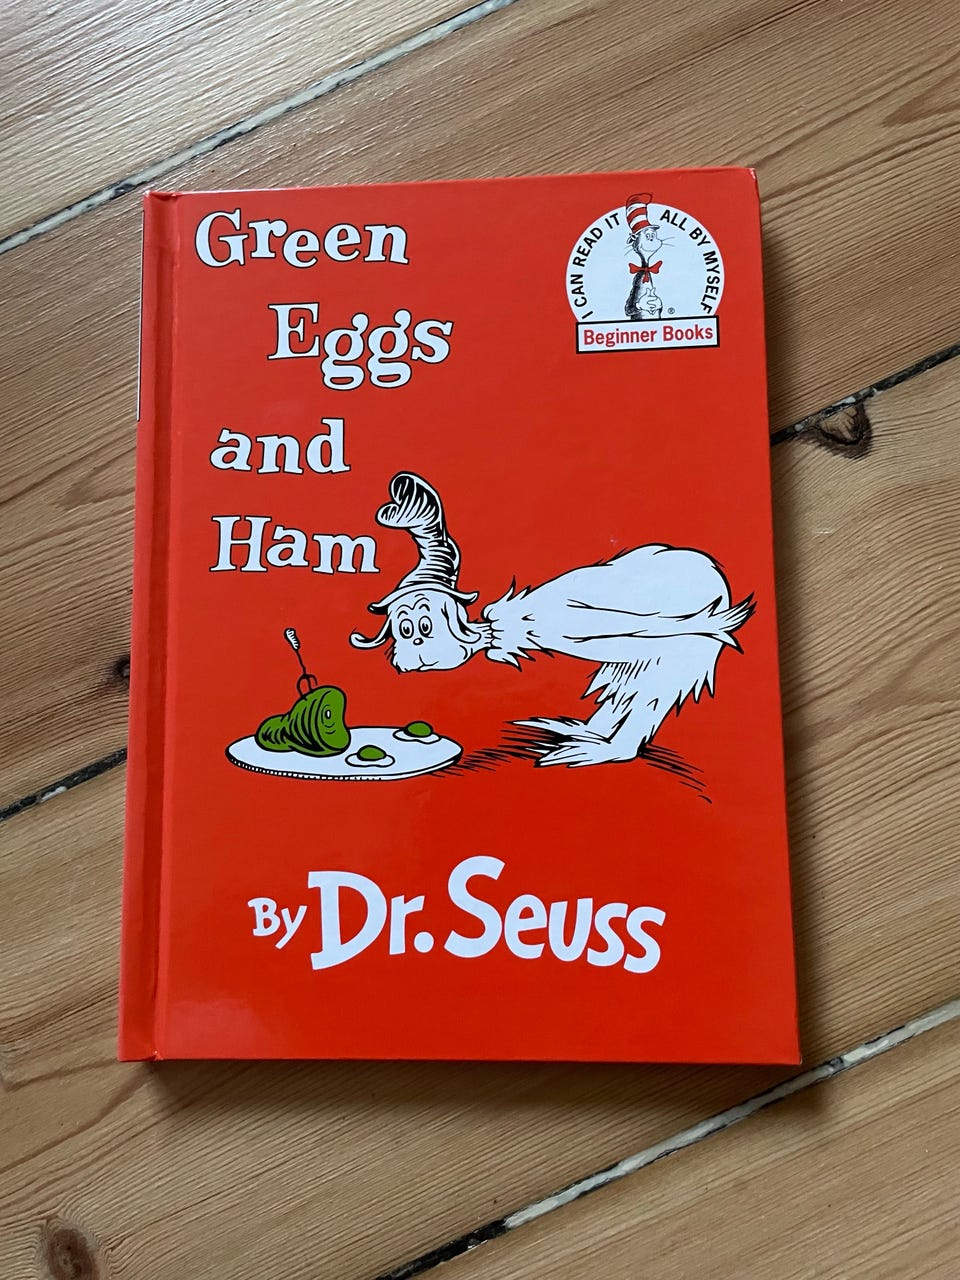 Green
Eggs
and
Ham
I CAN READ IT ALL BY MYSELF
®
Beginner Books
By Dr. Seuss